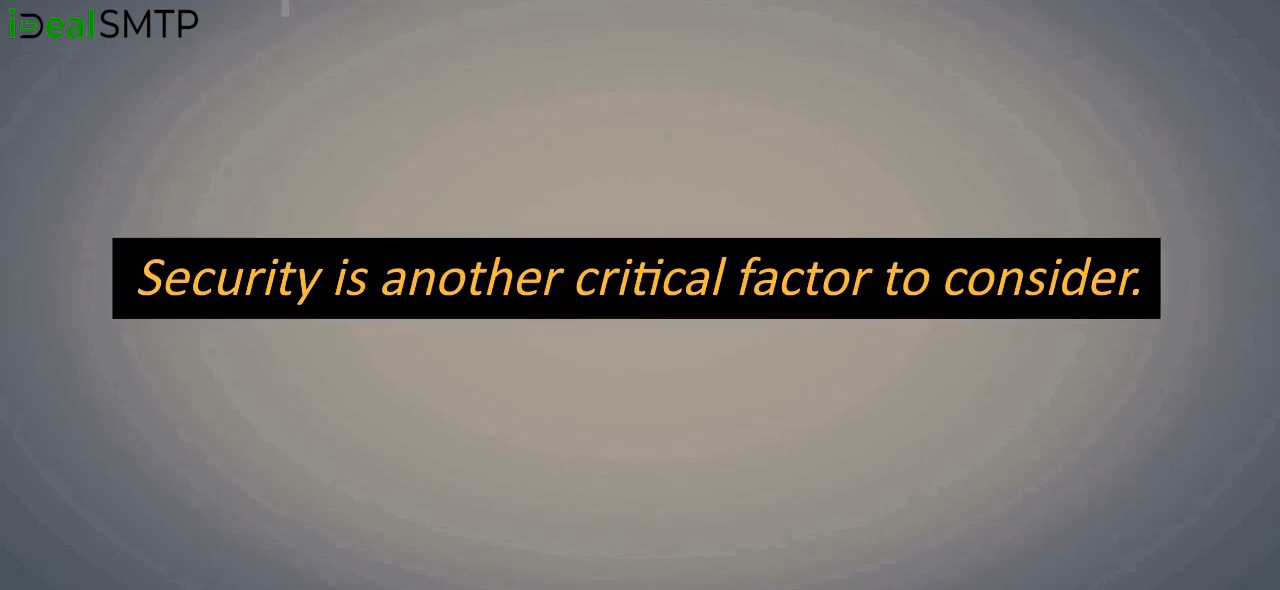 iDealSMTP
Security is another critical factor to consider.